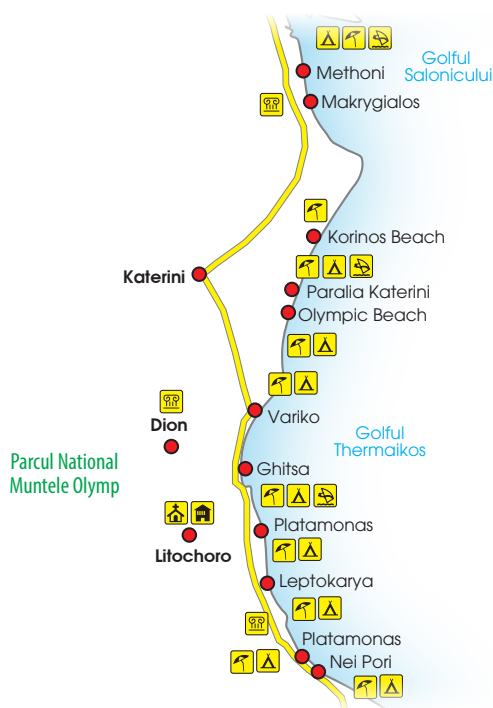 Golful
Salonicului
Methoni
Makrygialos
Korinos Beach
Katerini
Paralia Katerini
Olympic Beach
Variko
Dion
Golful
Thermaikos
Parcul National
Muntele Olymp
Ghitsa
Platamonas
Litochoro
Leptokarya
Platamonas
Nei Pori